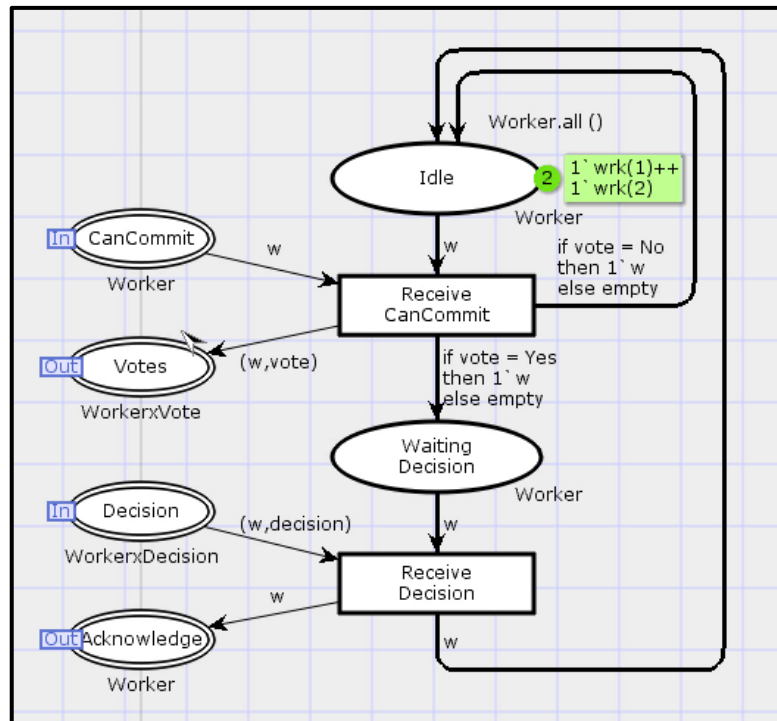 Worker.all ()
Idle
2
1`wrk(1)++
1`wrk(2)
Worker
In
CanCommit
Worker
w
w
if vote = No
then 1`w
else empty
Receive
CanCommit
Out
Votes
WorkerxVote
(w,vote)
if vote = Yes
then 1`w
else empty
Waiting
Decision
Worker
In
Decision
WorkerxDecision
(w,decision)
w
Receive
Decision
w
Out
Acknowledge
Worker
w